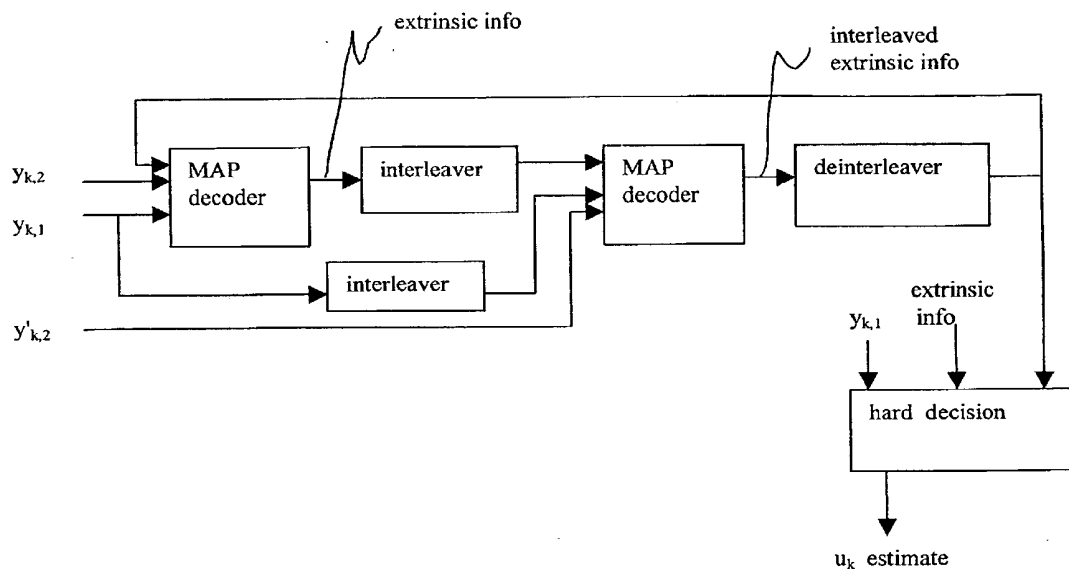 extrinsic info
interleaved
extrinsic info
MAP
decoder
interleaver
MAP
decoder
deinterleaver
yk,2
yk,1
interleaver
y'k,2
yk,1
extrinsic
info
hard decision
uk estimate